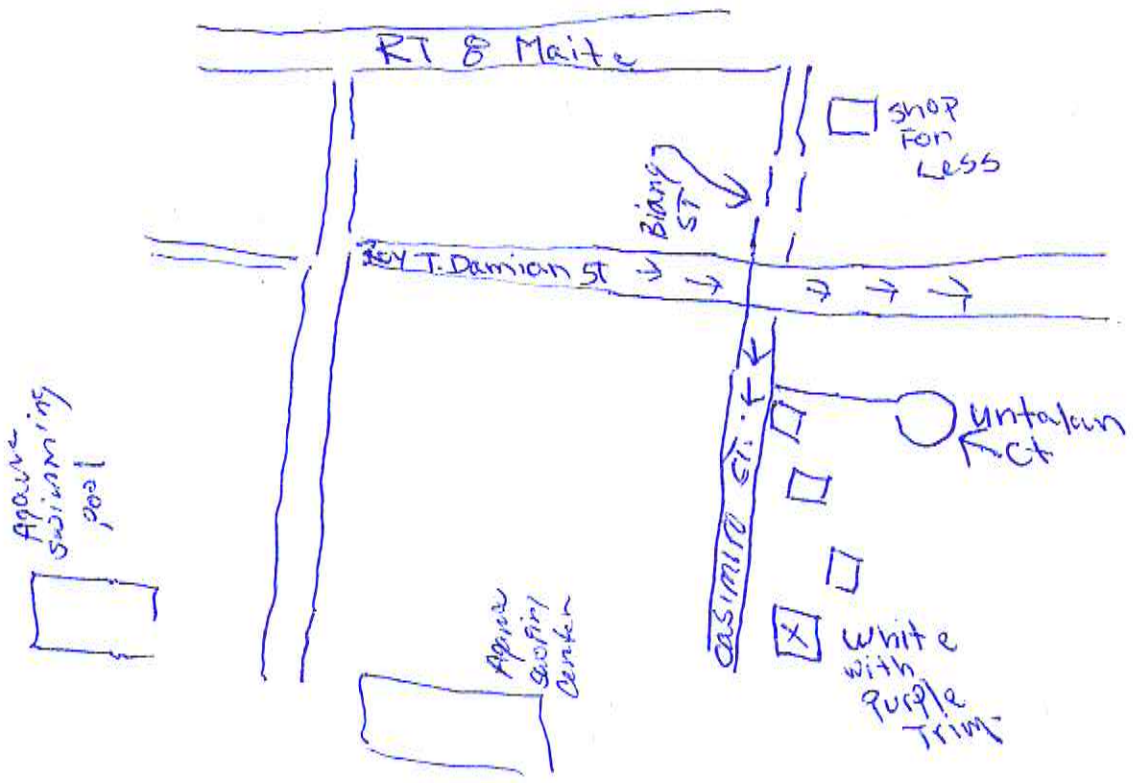 RT 8 Maite
shop
For
Less
Biang
ST
Roy T. Damian ST
untalan
ct
Casimiro ct.
Agana
swimming
pool
Agana
Center
X
White
with
Purple
Trim